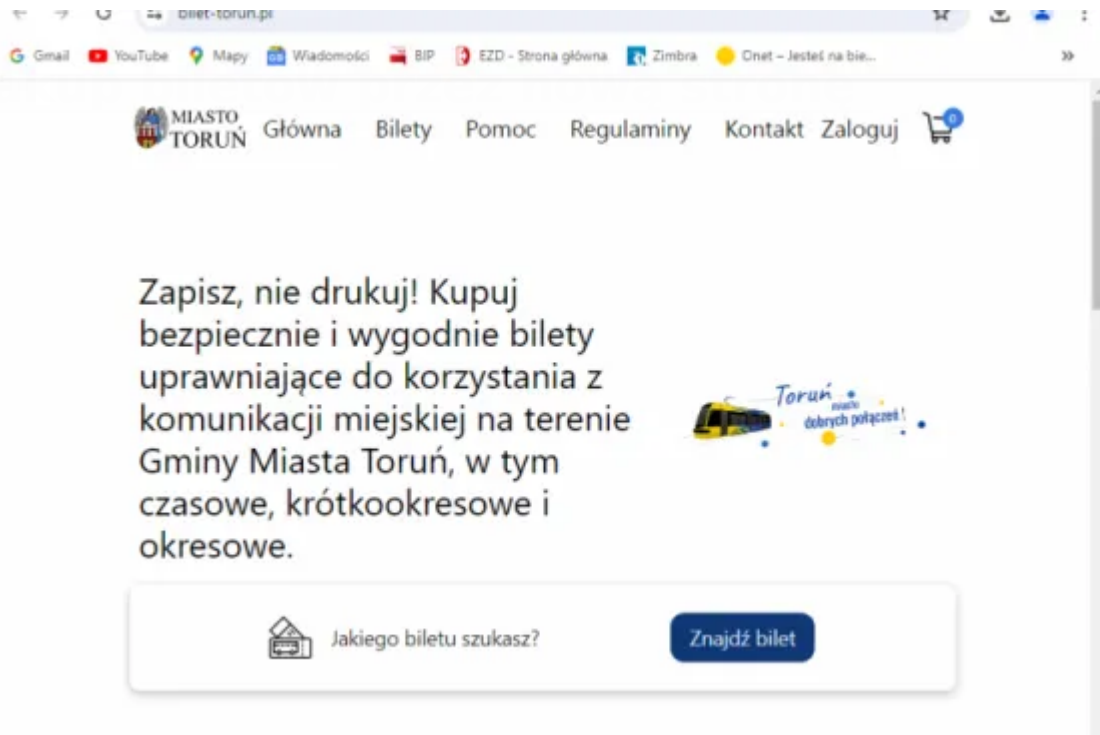 bilet-torun.pl
Gmail YouTube Mapy Wiadomości BIP EZD - Strona główna Zimbra Onet – Jesteś na bie... »
MIASTO
TORUŃ
Główna Bilety Pomoc Regulaminy Kontakt Zaloguj 0
Zapisz, nie drukuj! Kupuj
bezpiecznie i wygodnie bilety
uprawniające do korzystania z
komunikacji miejskiej na terenie
Gminy Miasta Toruń, w tym
czasowe, krótkookresowe i
okresowe.
Toruń
miasto
dobrych połączeń!
Jakiego biletu szukasz?
Znajdź bilet